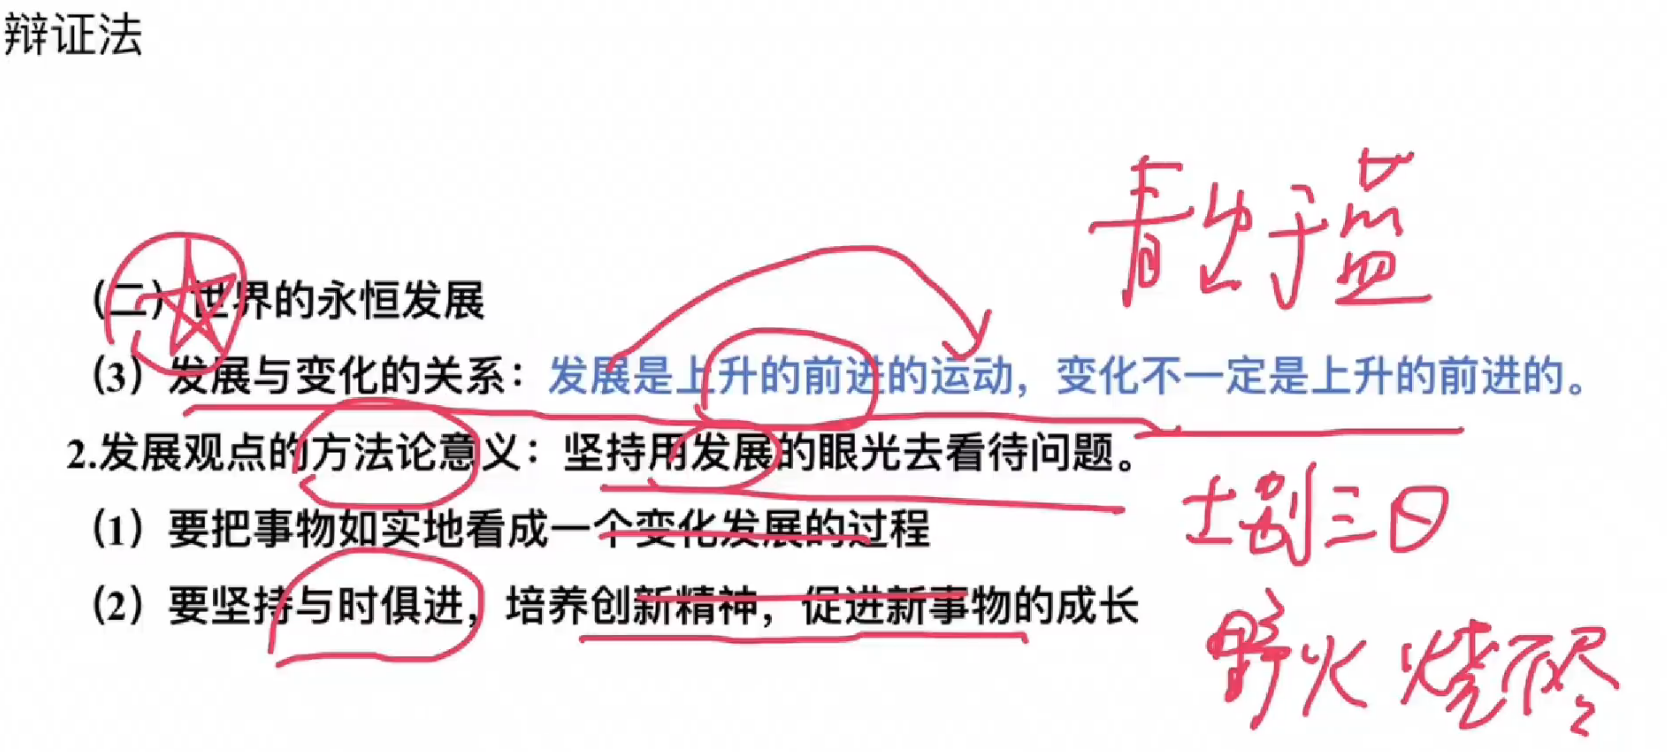 辩证法
青出于蓝
（二）世界的永恒发展
（3）发展与变化的关系：发展是上升的前进的运动，变化不一定是上升的前进的。
2.发展观点的方法论意义：坚持用发展的眼光去看待问题。
（1）要把事物如实地看成一个变化发展的过程
士别三日
（2）要坚持与时俱进，培养创新精神，促进新事物的成长
野火烧不尽